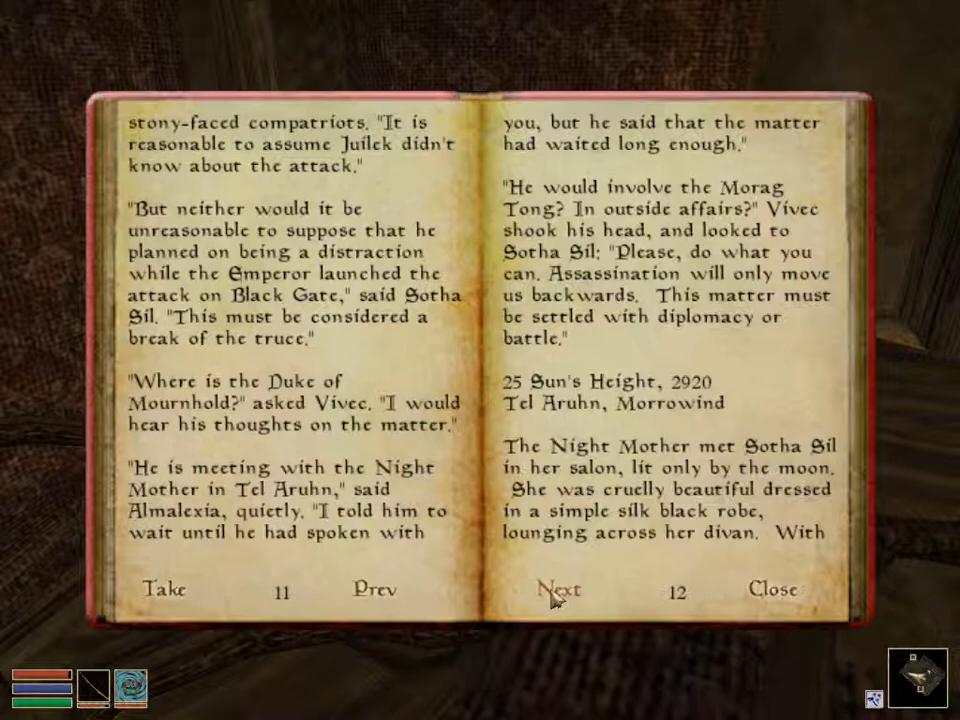 stony-faced compatriots. "It is
reasonable to assume Juilek didn't
know about the attack."
"But neither would it be
unreasonable to suppose that he
planned on being a distraction
while the Emperor launched the
attack on Black Gate," said Sotha
Sil. "This must be considered a
break of the truce."
"Where is the Duke of
Mournhold?" asked Vivec. "I would
hear his thoughts on the matter."
"He is meeting with the Night
Mother in Tel Aruhn," said
Almalexia, quietly. "I told him to
wait until he had spoken with
Take
11
Prev
you, but he said that the matter
had waited long enough."
"He would involve the Morag
Tong? In outside affairs?" Vivec
shook his head, and looked to
Sotha Sil: "Please, do what you
can. Assassination will only move
us backwards. This matter must
be settled with diplomacy or
battle."
25 Sun's Height, 2920
Tel Aruhn, Morrowind
The Night Mother met Sotha Sil
in her salon, lit only by the moon.
She was cruelly beautiful dressed
in a simple silk black robe,
lounging across her divan. With
Next
12
Close